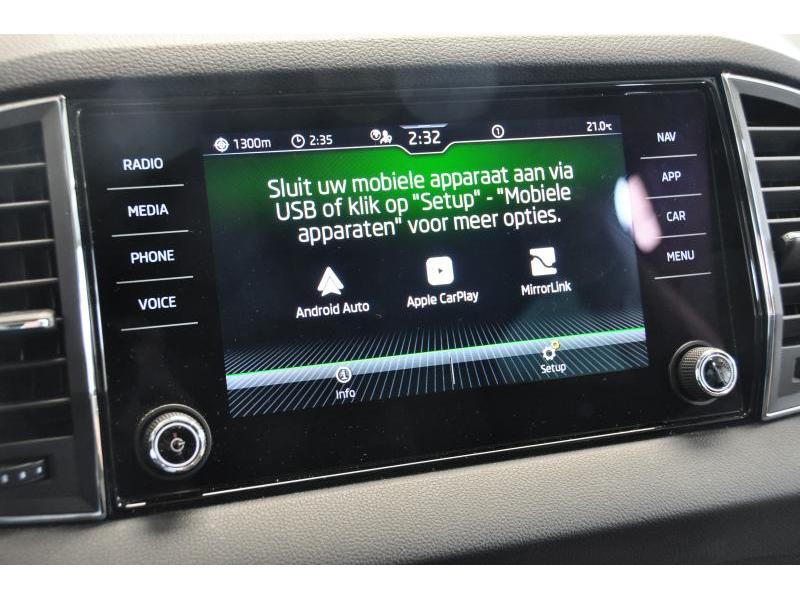 1300m 2:35 2:32 1 21.0°C
RADIO
MEDIA
PHONE
VOICE
Sluit uw mobiele apparaat aan via
USB of klik op "Setup" - "Mobiele
apparaten" voor meer opties.
Android Auto Apple CarPlay MirrorLink
Info Setup
NAV
APP
CAR
MENU